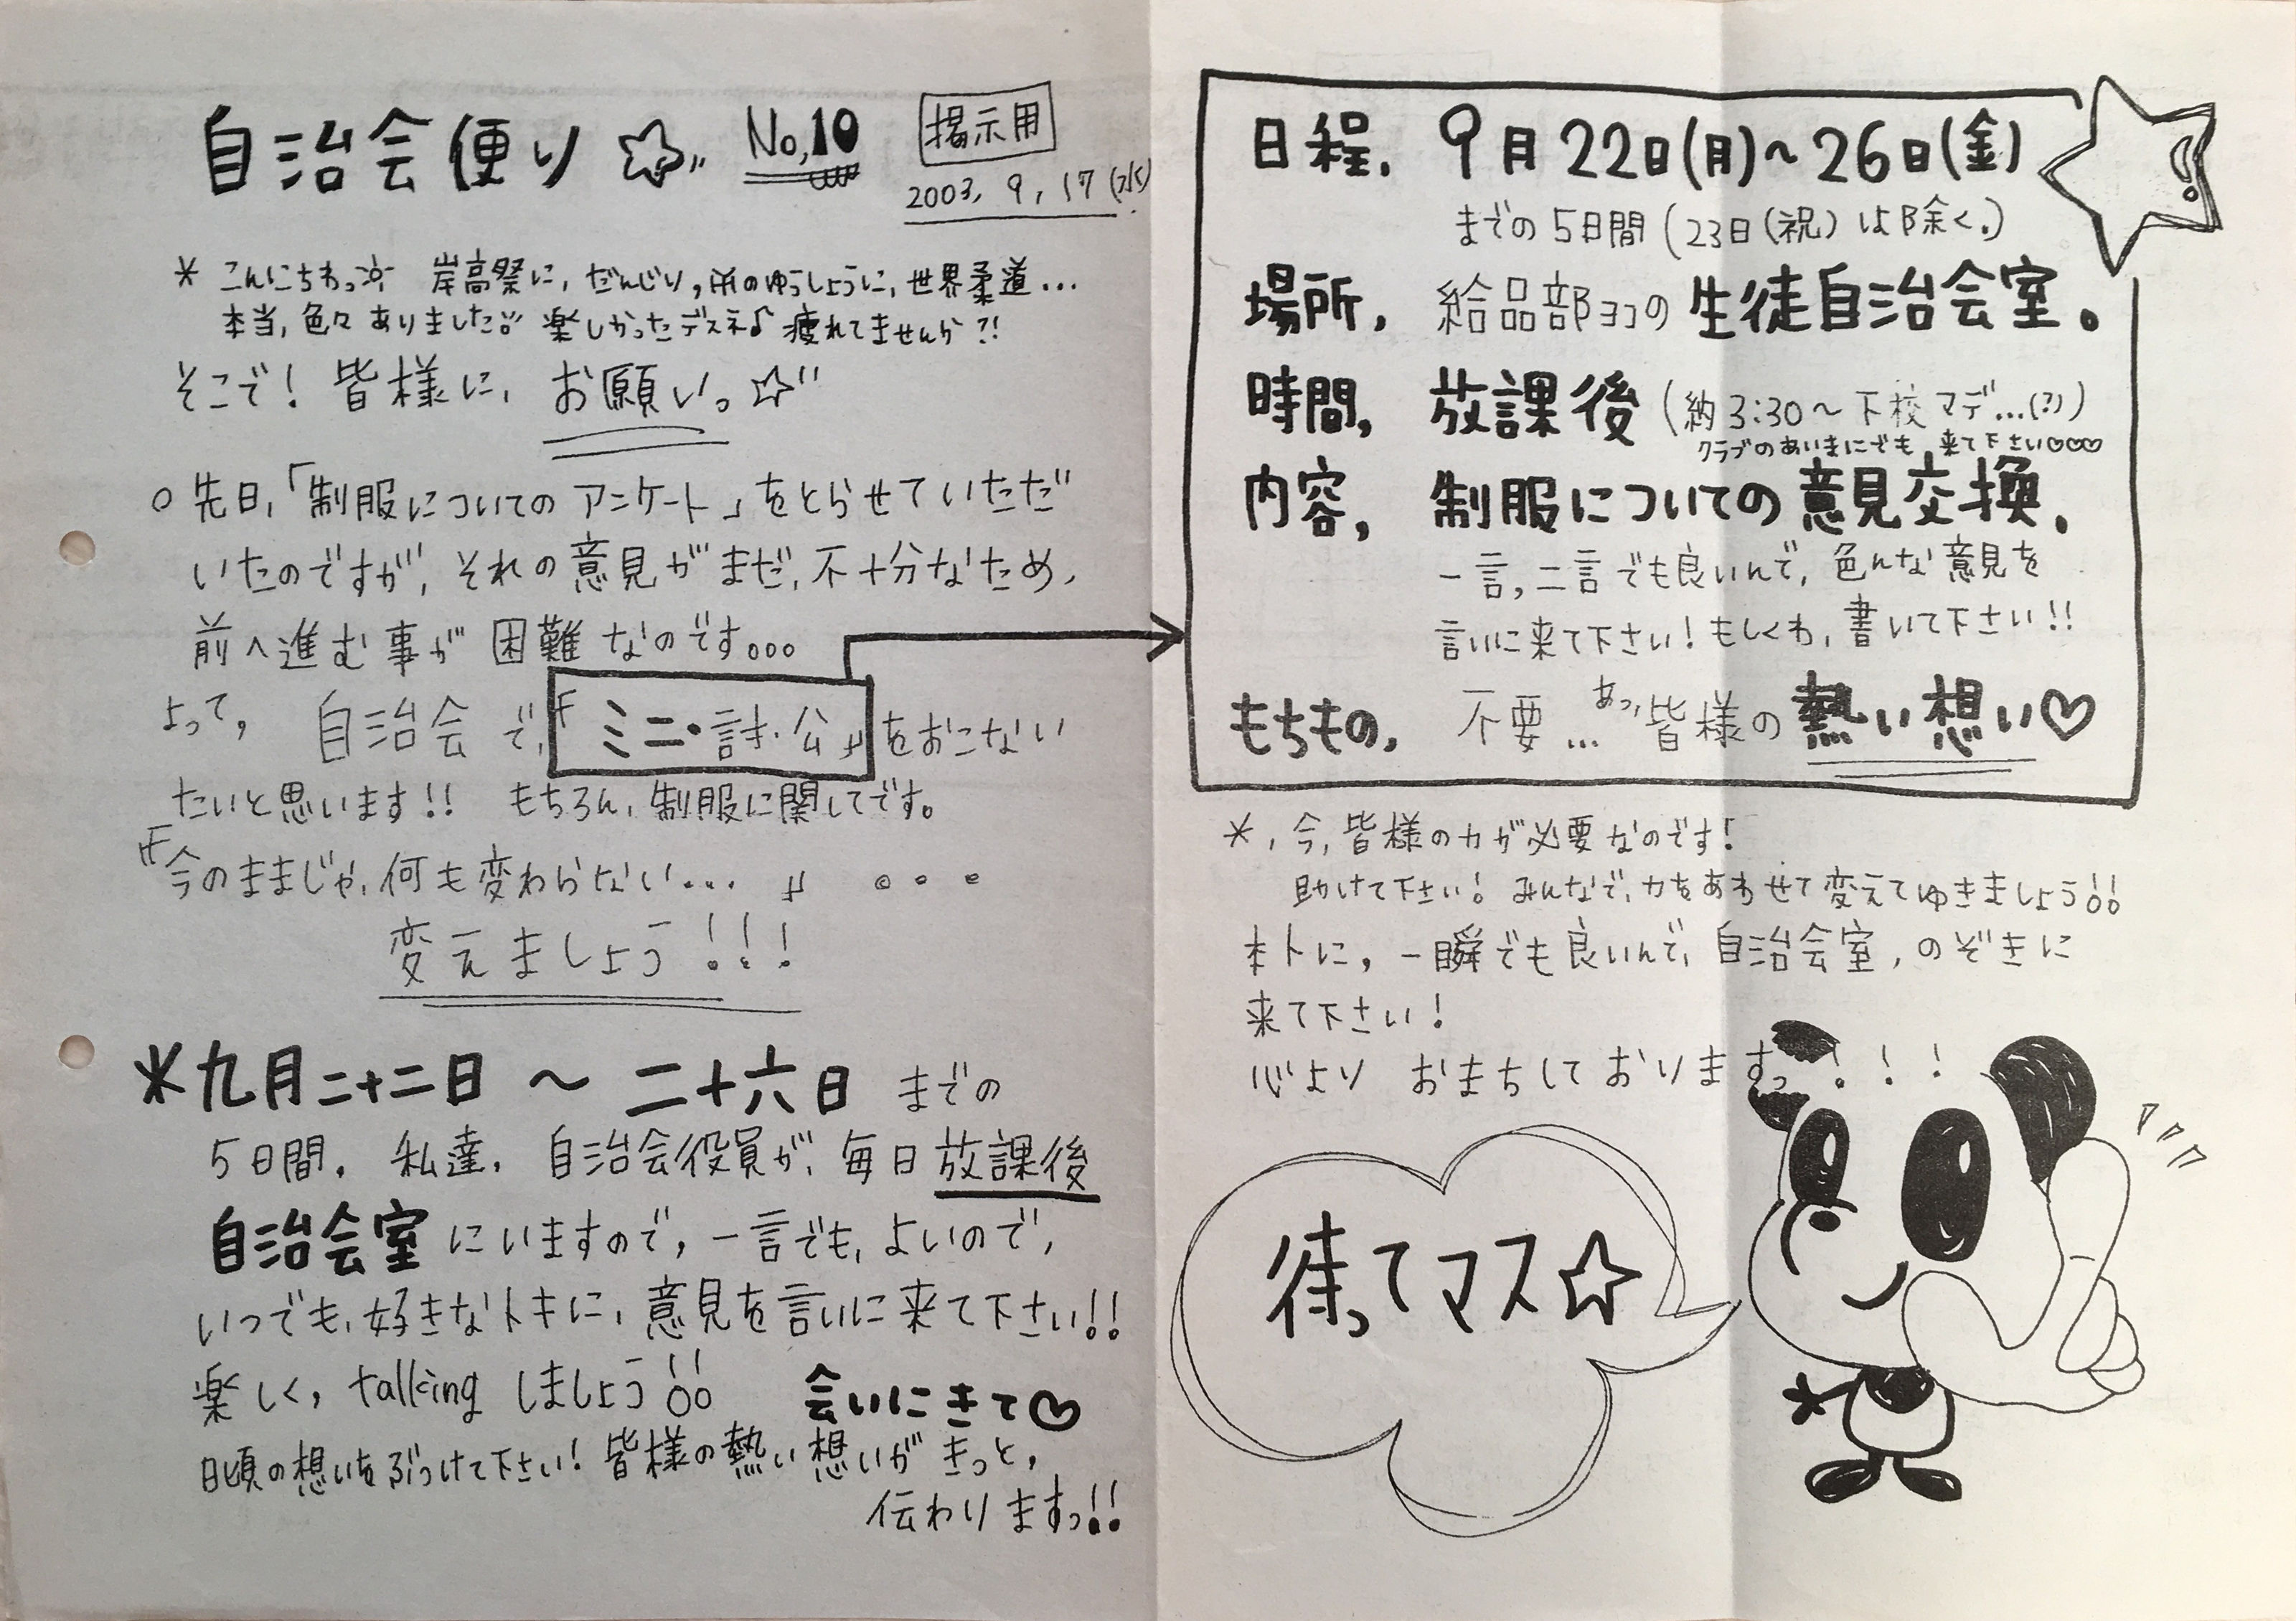 自治会便り☆ No.10 掲示用
2003. 9. 17 (水)
* こんにちわっ 岸高祭に、だんじり、阪神のゆうしょうに、世界柔道...
本当、色々ありました!! 楽しかったデスネ♪ 疲れてませんか?!
そこで! 皆様に、お願い。☆
○先日、「制服についてのアンケート」をとらせていただ
いたのですが、それの意見がまだ、不十分なため、
前へ進む事が困難なのです。。。
よって、自治会で、『ミニ・討・公』をおこない
たいと思います!! もちろん、制服に関してです。
『今のままじゃ、何も変わらない... 』 。。。
変えましょう!!!
*九月二十二日 ～ 二十六日 までの
5日間、私達、自治会役員が、毎日放課後
自治会室にいますので、一言でも、よいので、
いつでも、好きなトキに、意見を言いに来て下さい!!
楽しく、talkingしましょう!! 会いにきて♡
日頃の想いをぶつけて下さい! 皆様の熱い想いがきっと、
伝わりますっ!!
日程、9月22日(月)～26日(金)
までの5日間(23日(祝)は除く。)
場所、給品部ヨコの生徒自治会室。
時間、放課後(約3:30～下校マデ...(?))
クラブのあいまにでも、来て下さい♡♡♡
内容、制服についての意見交換。
一言、二言でも良いんで、色んな意見を
言いに来て下さい! もしくわ、書いて下さい!!
もちもの、不要... あっ、皆様の熱い想い♡
*、今、皆様の力が必要なのです!
助けて下さい! みんなで、力をあわせて変えてゆきましょう!!
ホトに、一瞬でも良いんで、自治会室、のぞきに
来て下さい!
心より おまちしておりますっ!!!
待ってマス☆